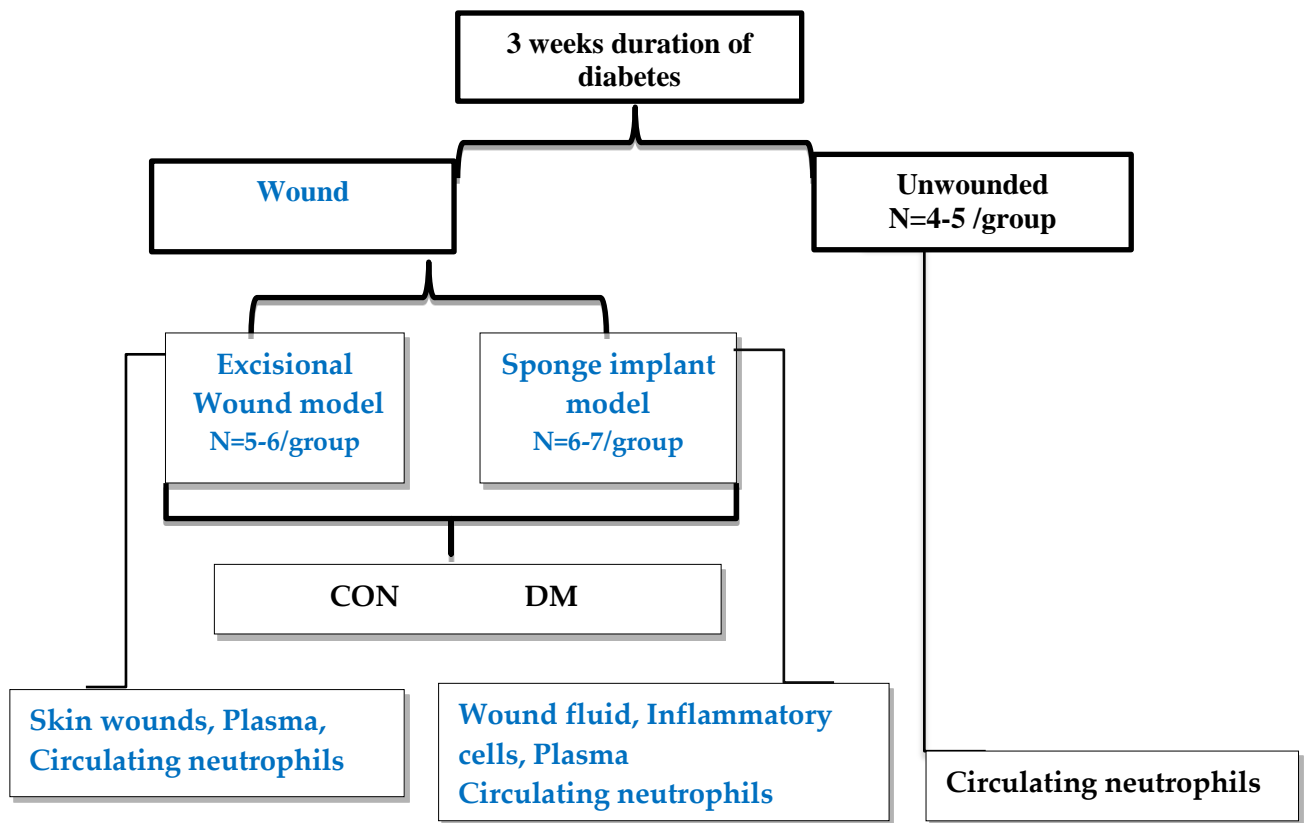 3 weeks duration of
diabetes
Wound
Unwounded
N=4-5 /group
Excisional
Wound model
N=5-6/group
Sponge implant
model
N=6-7/group
CON DM
Skin wounds, Plasma,
Circulating neutrophils
Wound fluid, Inflammatory
cells, Plasma
Circulating neutrophils
Circulating neutrophils